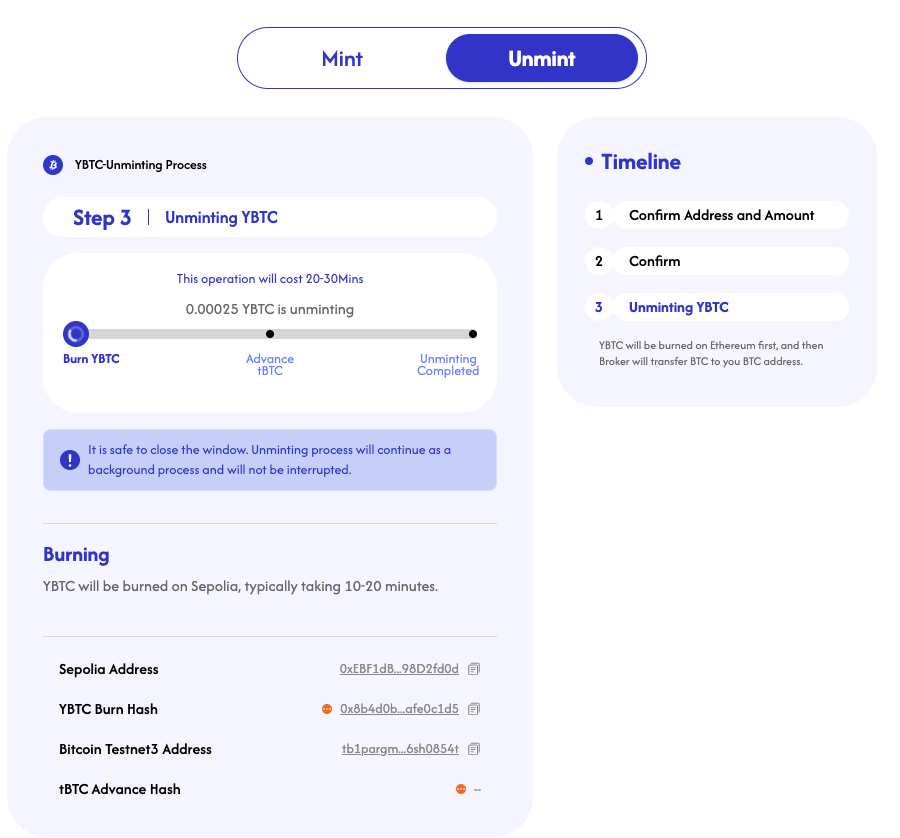 Mint
Unmint
YBTC-Unminting Process
Step 3 | Unminting YBTC
This operation will cost 20-30Mins
0.00025 YBTC is unminting
Burn YBTC
Advance
tBTC
Unminting
Completed
It is safe to close the window. Unminting process will continue as a
background process and will not be interrupted.
Burning
YBTC will be burned on Sepolia, typically taking 10-20 minutes.
Sepolia Address 0xEBF1dB...98D2fd0d
YBTC Burn Hash 0x8b4d0b...afe0c1d5
Bitcoin Testnet3 Address tb1pargm...6sh0854t
tBTC Advance Hash --
Timeline
1 Confirm Address and Amount
2 Confirm
3 Unminting YBTC
YBTC will be burned on Ethereum first, and then
Broker will transfer BTC to you BTC address.